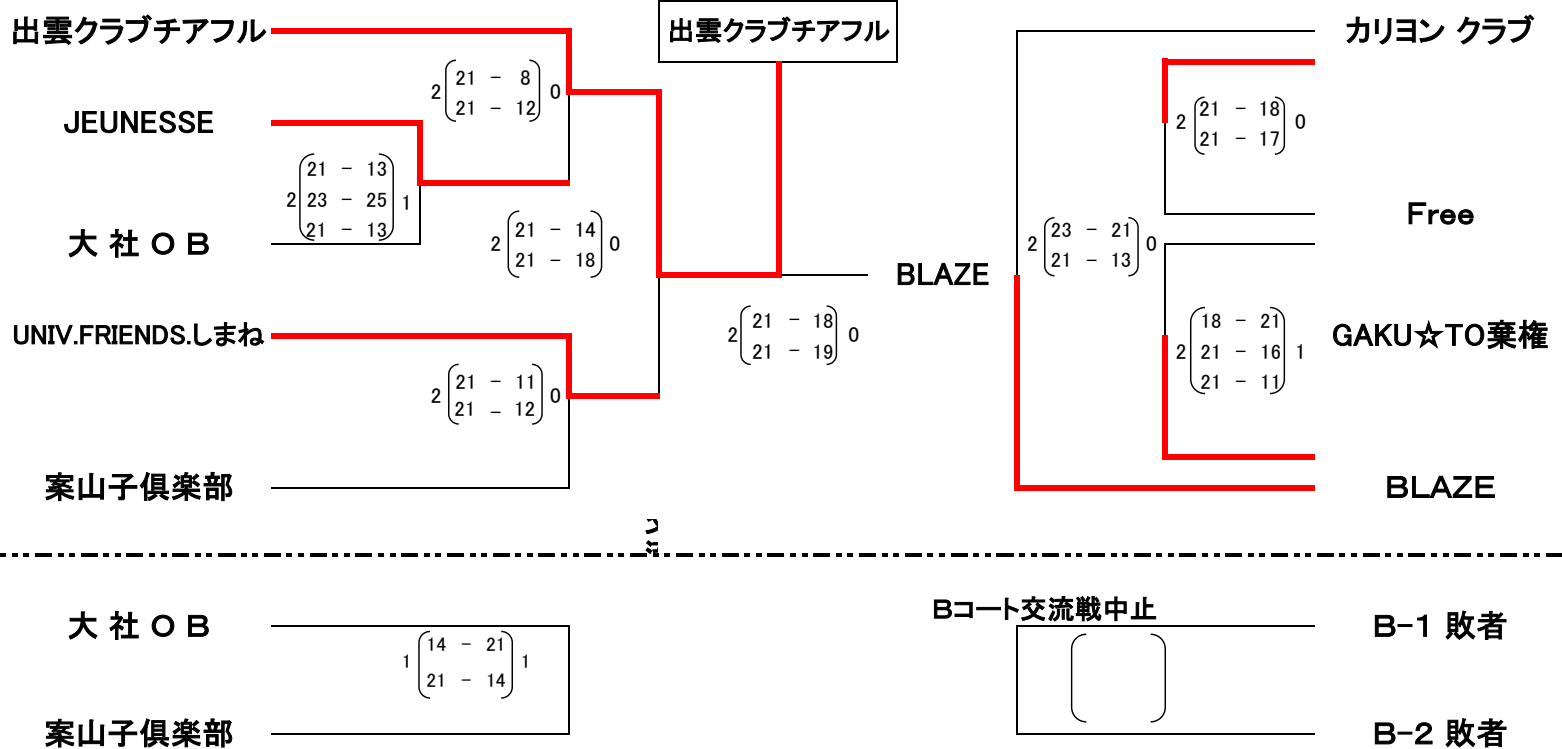 出雲クラブチアフル
出雲クラブチアフル
カリヨン クラブ
21 － 8
2 0
21 － 12
JEUNESSE
21 － 18
2 0
21 － 17
21 － 13
2 23 － 25 1
21 － 13
大 社 Ｏ Ｂ
Free
21 － 14
2 0
21 － 18
23 － 21
2 0
21 － 13
BLAZE
UNIV.FRIENDS.しまね
21 － 18
2 0
21 － 19
18 － 21
2 21 － 16 1
21 － 11
GAKU☆TO棄権
21 － 11
2 0
21 － 12
案山子倶楽部
ＢＬＡＺＥ
大 社 Ｏ Ｂ
Ｂコート交流戦中止
Ｂ−１ 敗者
14 － 21
1 1
21 － 14
案山子倶楽部
Ｂ−２ 敗者